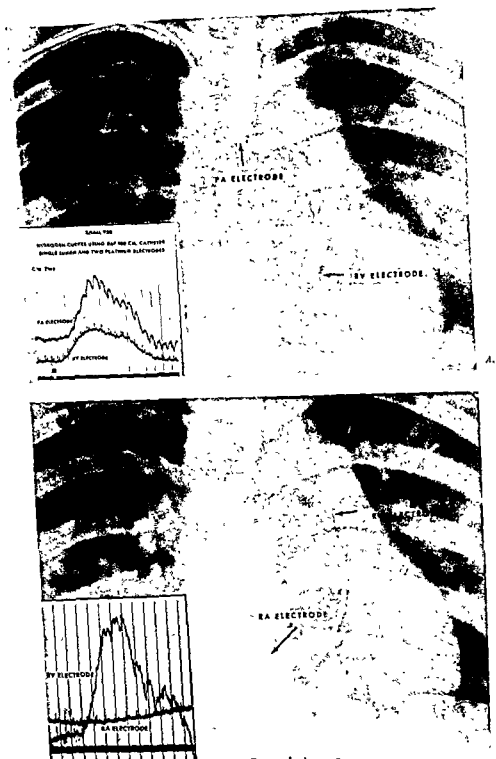 PA ELECTRODE
RV ELECTRODE
HYDROGEN CURVES USING CATHETER
SINGLE LUMEN AND TWO PLATINUM ELECTRODES
PA ELECTRODE
RV ELECTRODE
A.
ELECTRODE
RA ELECTRODE
RV ELECTRODE
RA ELECTRODE